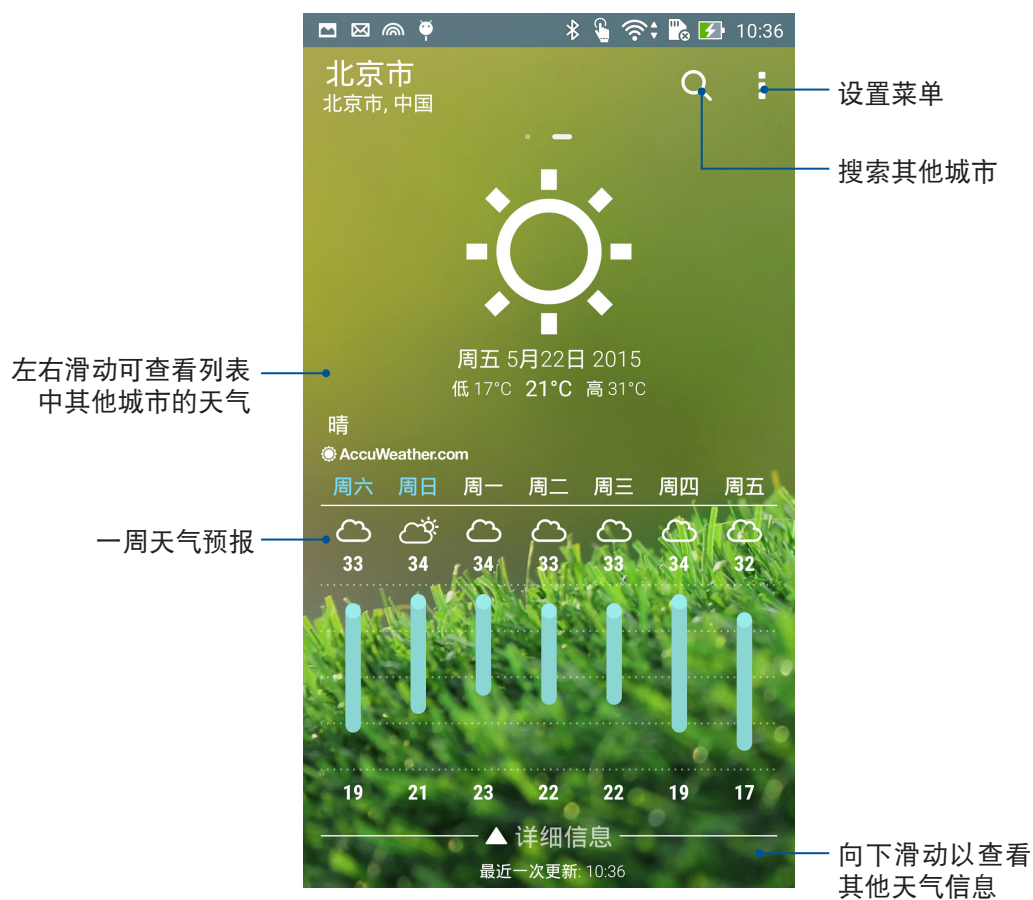 10:36
北京市
北京市, 中国
设置菜单
搜索其他城市
周五 5月22日 2015
低 17°C 21°C 高 31°C
左右滑动可查看列表
中其他城市的天气
晴
AccuWeather.com
周六 周日 周一 周二 周三 周四 周五
一周天气预报
33 34 34 33 33 34 32
19 21 23 22 22 19 17
详细信息
最近一次更新: 10:36
向下滑动以查看
其他天气信息